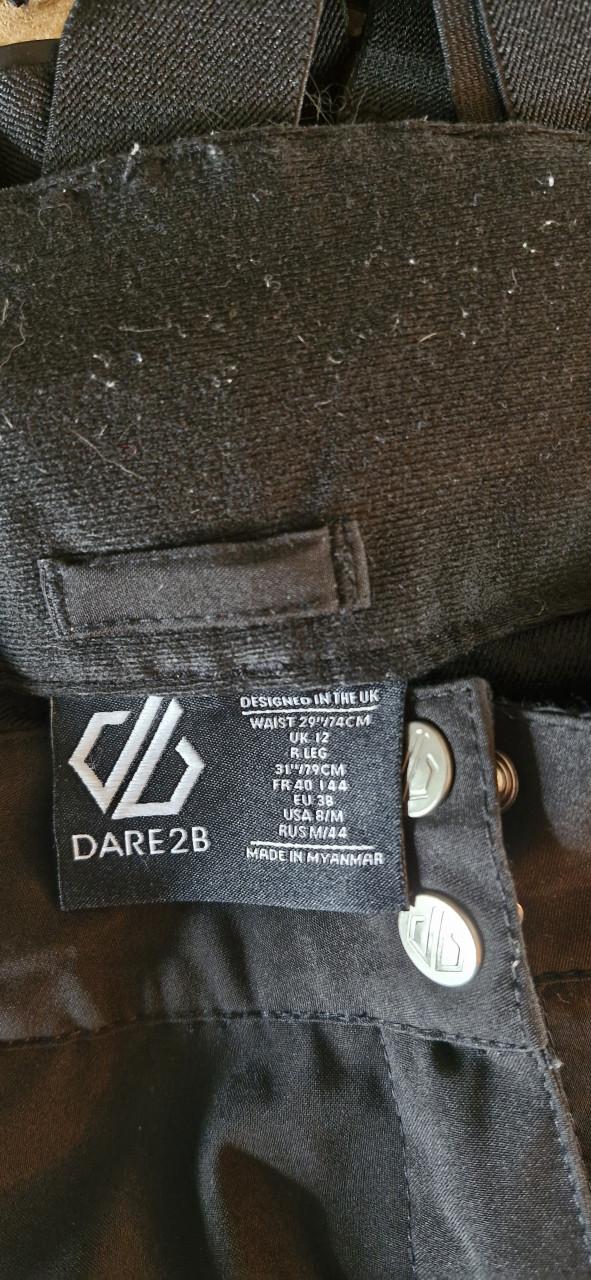 DESIGNED IN THE UK
WAIST 29"/74CM
UK 12
R LEG
31"/79CM
FR 40 I 44
EU 38
USA 8/M
RUS M/44
MADE IN MYANMAR
DARE2B